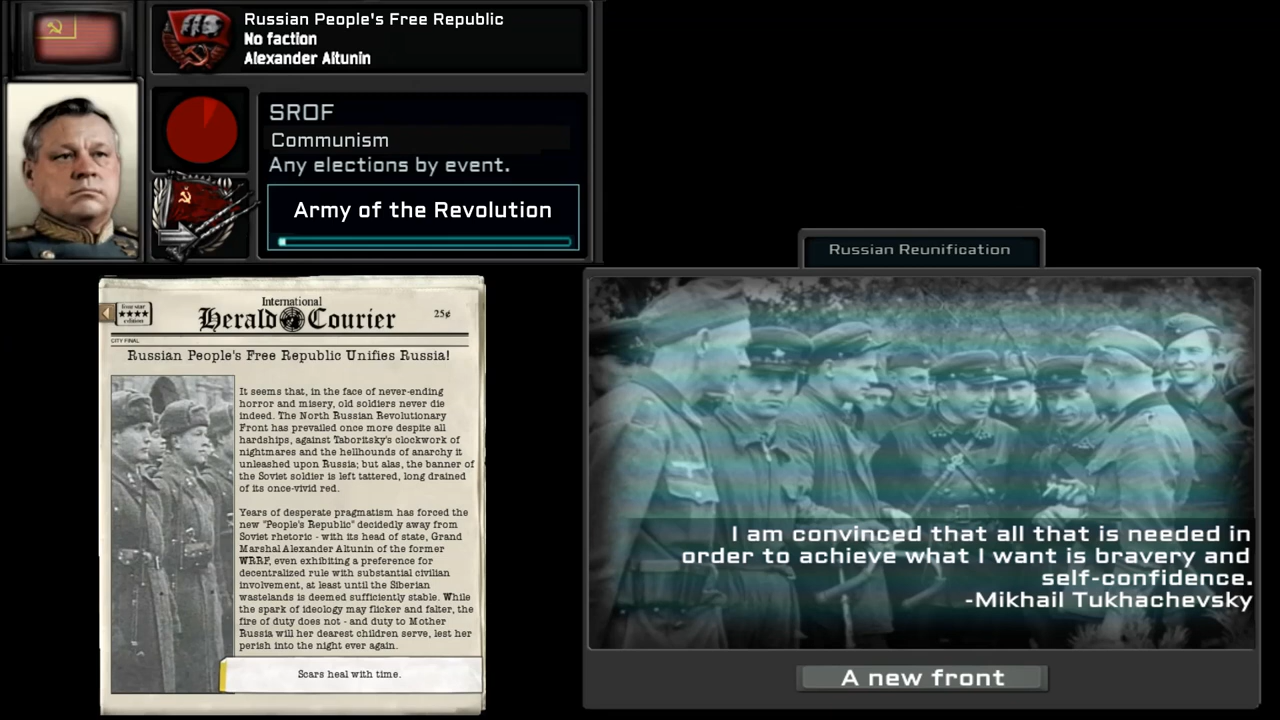 Russian People's Free Republic
No faction
Alexander Altunin
SROF
Communism
Any elections by event.
Army of the Revolution
five star
★★★★
edition
International
Herald Courier
25¢
CITY FINAL
Russian People's Free Republic Unifies Russia!
It seems that, in the face of never-ending
horror and misery, old soldiers never die
indeed. The North Russian Revolutionary
Front has prevailed once more despite all
hardships, against Taboritsky's clockwork of
nightmares and the hellhounds of anarchy it
unleashed upon Russia; but alas, the banner of
the Soviet soldier is left tattered, long drained
of its once-vivid red.
Years of desperate pragmatism has forced the
new "People's Republic" decidedly away from
Soviet rhetoric - with its head of state, Grand
Marshal Alexander Altunin of the former
WRRF, even exhibiting a preference for
decentralized rule with substantial civilian
involvement, at least until the Siberian
wastelands is deemed sufficiently stable. While
the spark of ideology may flicker and falter, the
fire of duty does not - and duty to Mother
Russia will her dearest children serve, lest her
perish into the night ever again.
Scars heal with time.
Russian Reunification
I am convinced that all that is needed in
order to achieve what I want is bravery and
self-confidence.
-Mikhail Tukhachevsky
A new front